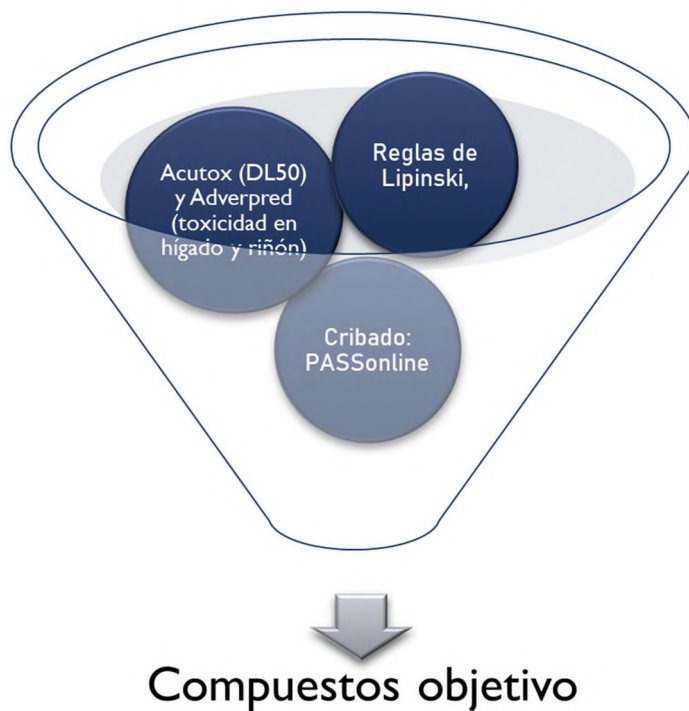 Acutox (DL50)
y Adverpred
(toxicidad en
hígado y riñón)
Reglas de
Lipinski,
Cribado:
PASSonline
Compuestos objetivo